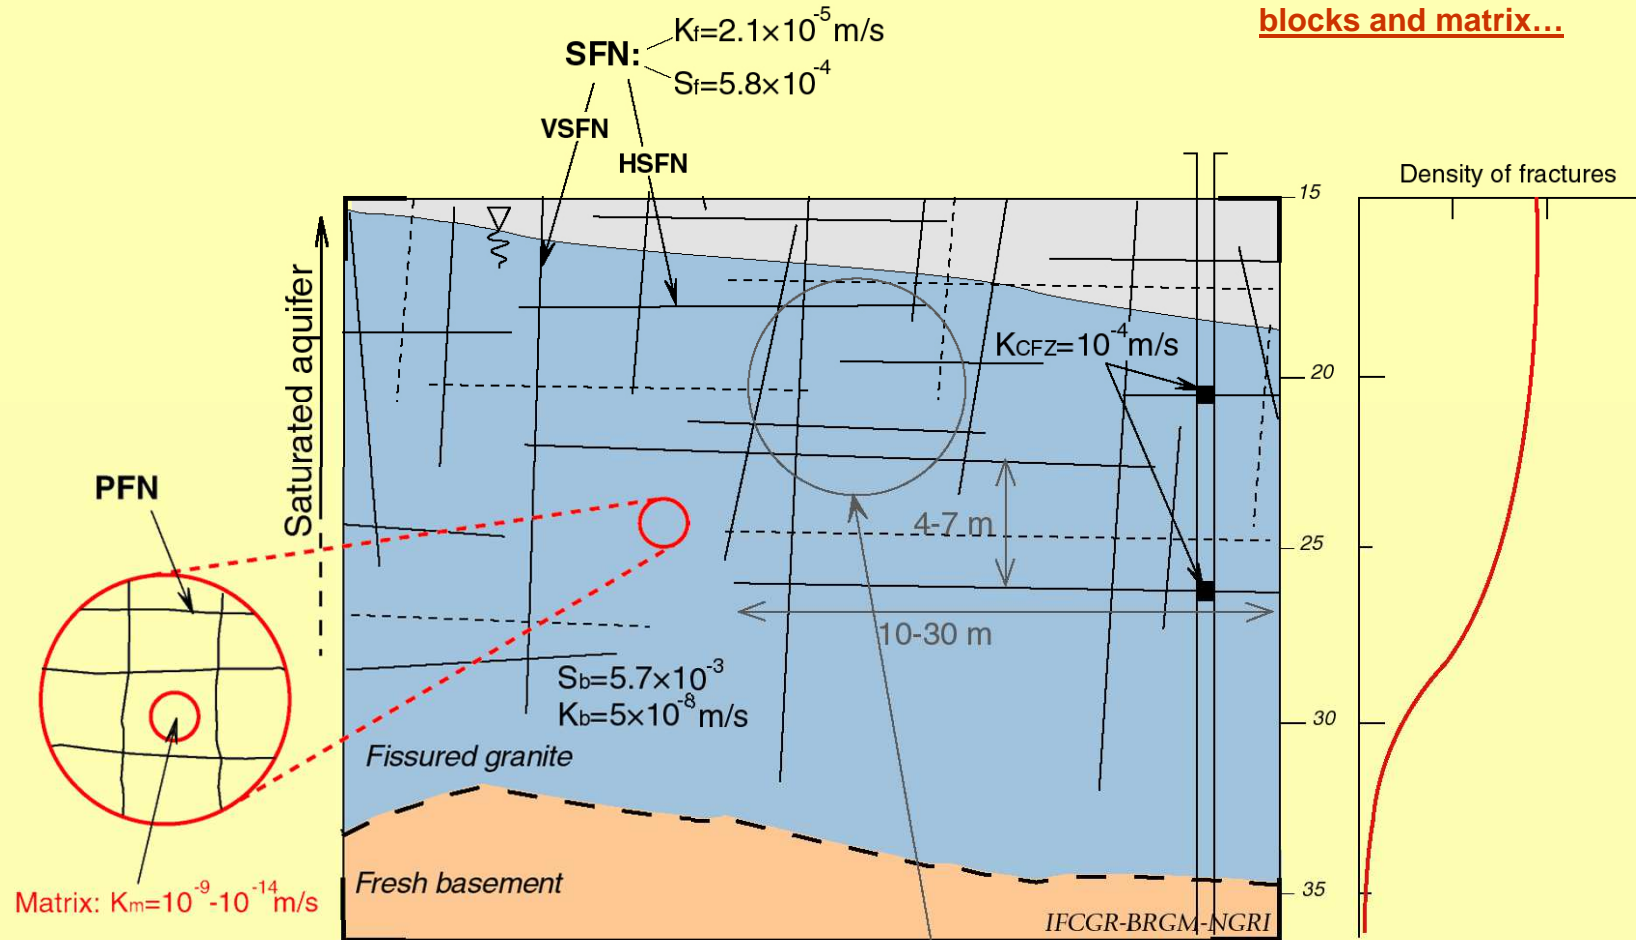 blocks and matrix...
SFN:
Kf=2.1×10-5m/s
Sf=5.8×10-4
VSFN
HSFN
Density of fractures
15
20
25
30
35
Saturated aquifer
KCFZ=10-4m/s
4-7 m
10-30 m
PFN
Sb=5.7×10-3
Kb=5×10-8m/s
Fissured granite
Fresh basement
Matrix: Km=10-9-10-14m/s
IFCGR-BRGM-NGRI